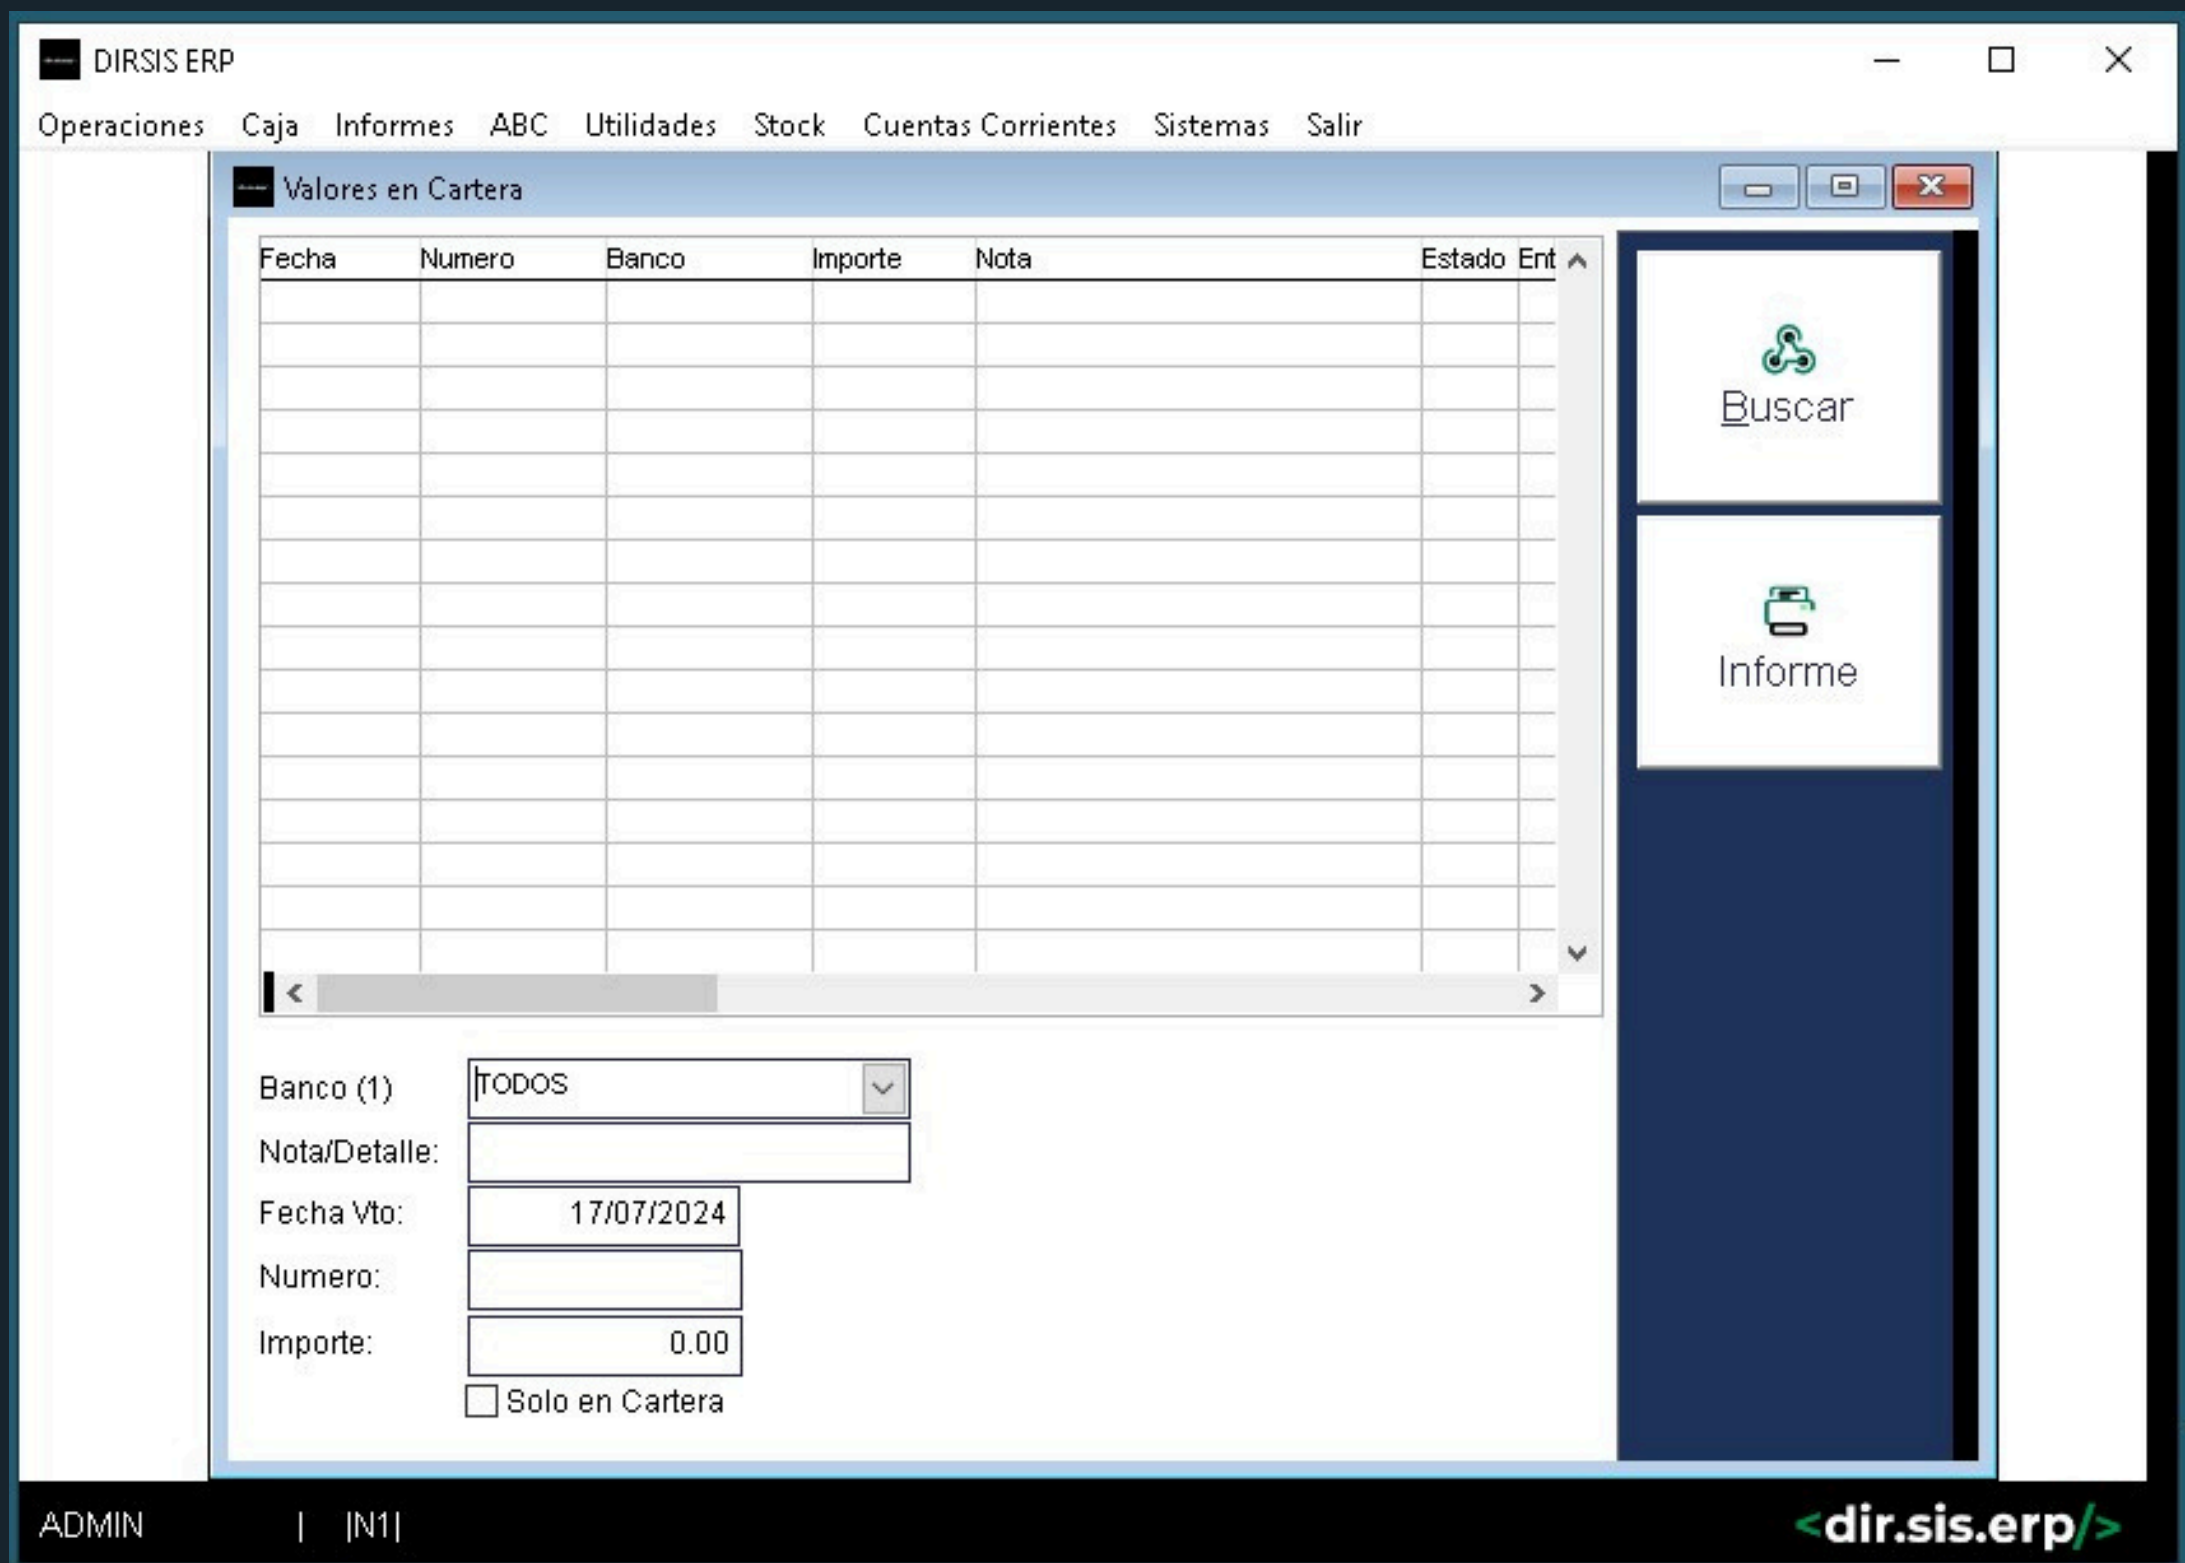 DIRSIS ERP
Operaciones Caja Informes ABC Utilidades Stock Cuentas Corrientes Sistemas Salir
Valores en Cartera
Fecha Numero Banco Importe Nota Estado Ent
Buscar
Informe
Banco (1) TODOS
Nota/Detalle:
Fecha Vto: 17/07/2024
Numero:
Importe: 0.00
Solo en Cartera
ADMIN | |N1| <dir.sis.erp/>